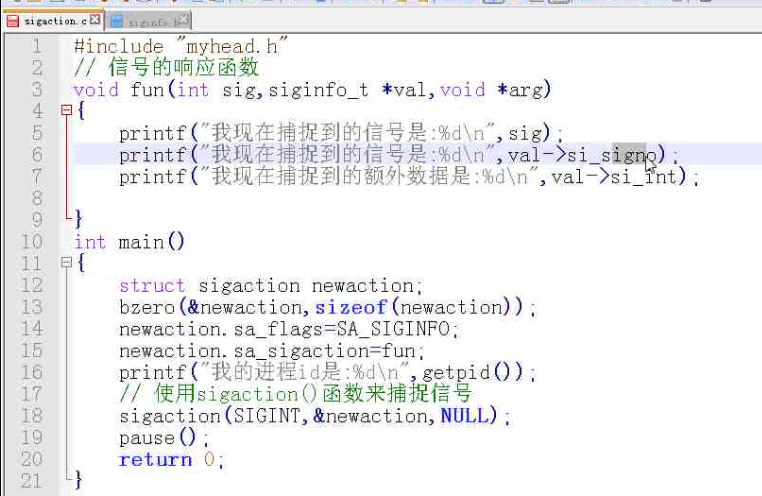 sigaction.c siginfo.h
1 #include "myhead.h"
2 // 信号的响应函数
3 void fun(int sig,siginfo_t *val,void *arg)
4 {
5 printf("我现在捕捉到的信号是:%d\n",sig);
6 printf("我现在捕捉到的信号是:%d\n",val->si_signo);
7 printf("我现在捕捉到的额外数据是:%d\n",val->si_int);
8
9 }
10 int main()
11 {
12 struct sigaction newaction;
13 bzero(&newaction,sizeof(newaction));
14 newaction.sa_flags=SA_SIGINFO;
15 newaction.sa_sigaction=fun;
16 printf("我的进程id是:%d\n",getpid());
17 // 使用sigaction()函数来捕捉信号
18 sigaction(SIGINT,&newaction,NULL);
19 pause();
20 return 0;
21 }